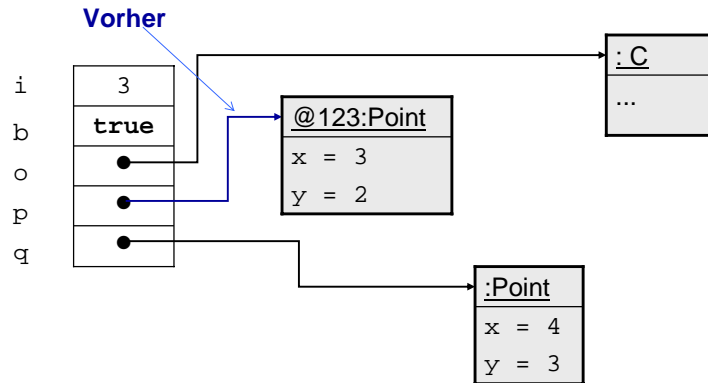 Vorher
i 3
b true
o
p
q
: C
...
@123:Point
x = 3
y = 2
:Point
x = 4
y = 3